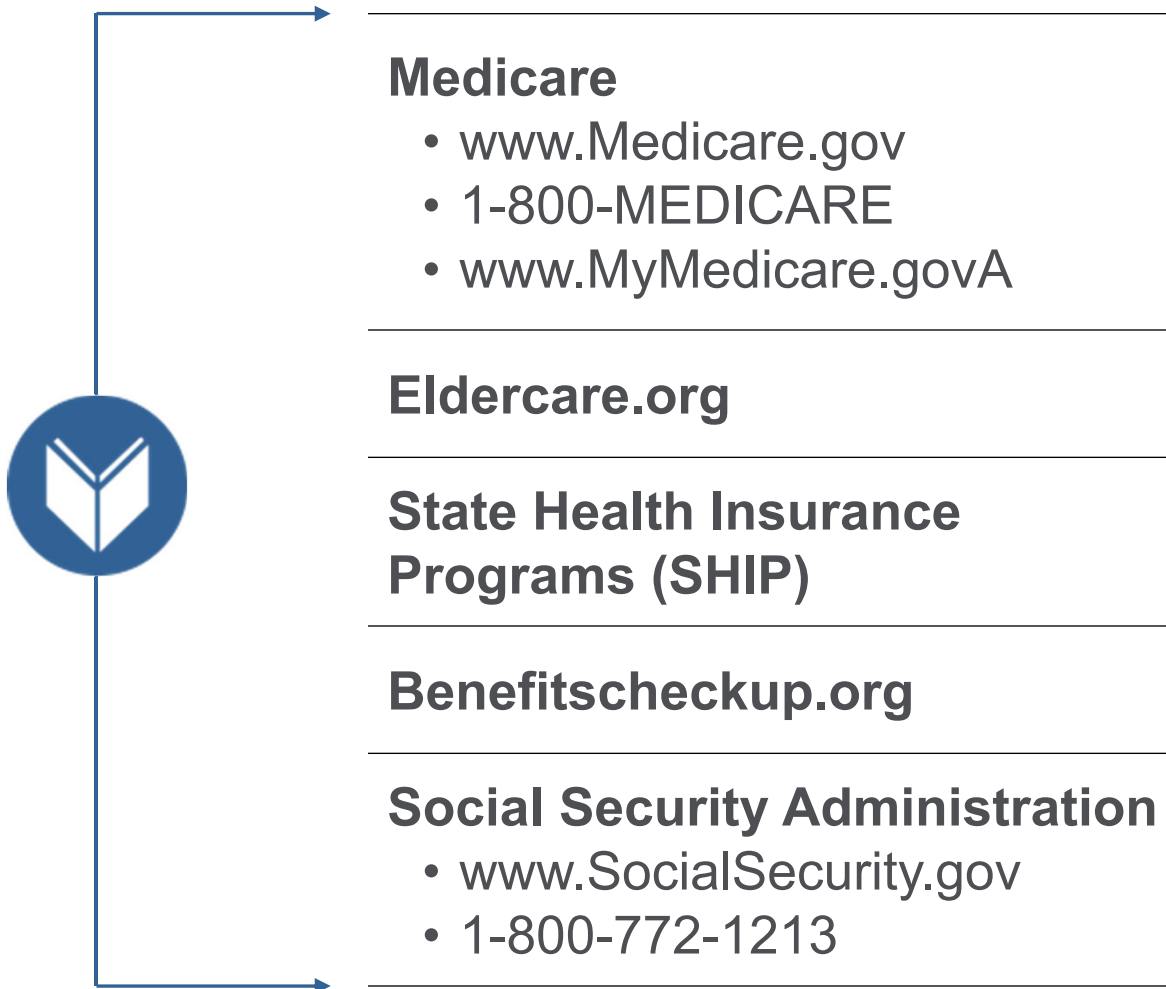 Medicare
• www.Medicare.gov
• 1-800-MEDICARE
• www.MyMedicare.govA
Eldercare.org
State Health Insurance
Programs (SHIP)
Benefitscheckup.org
Social Security Administration
• www.SocialSecurity.gov
• 1-800-772-1213